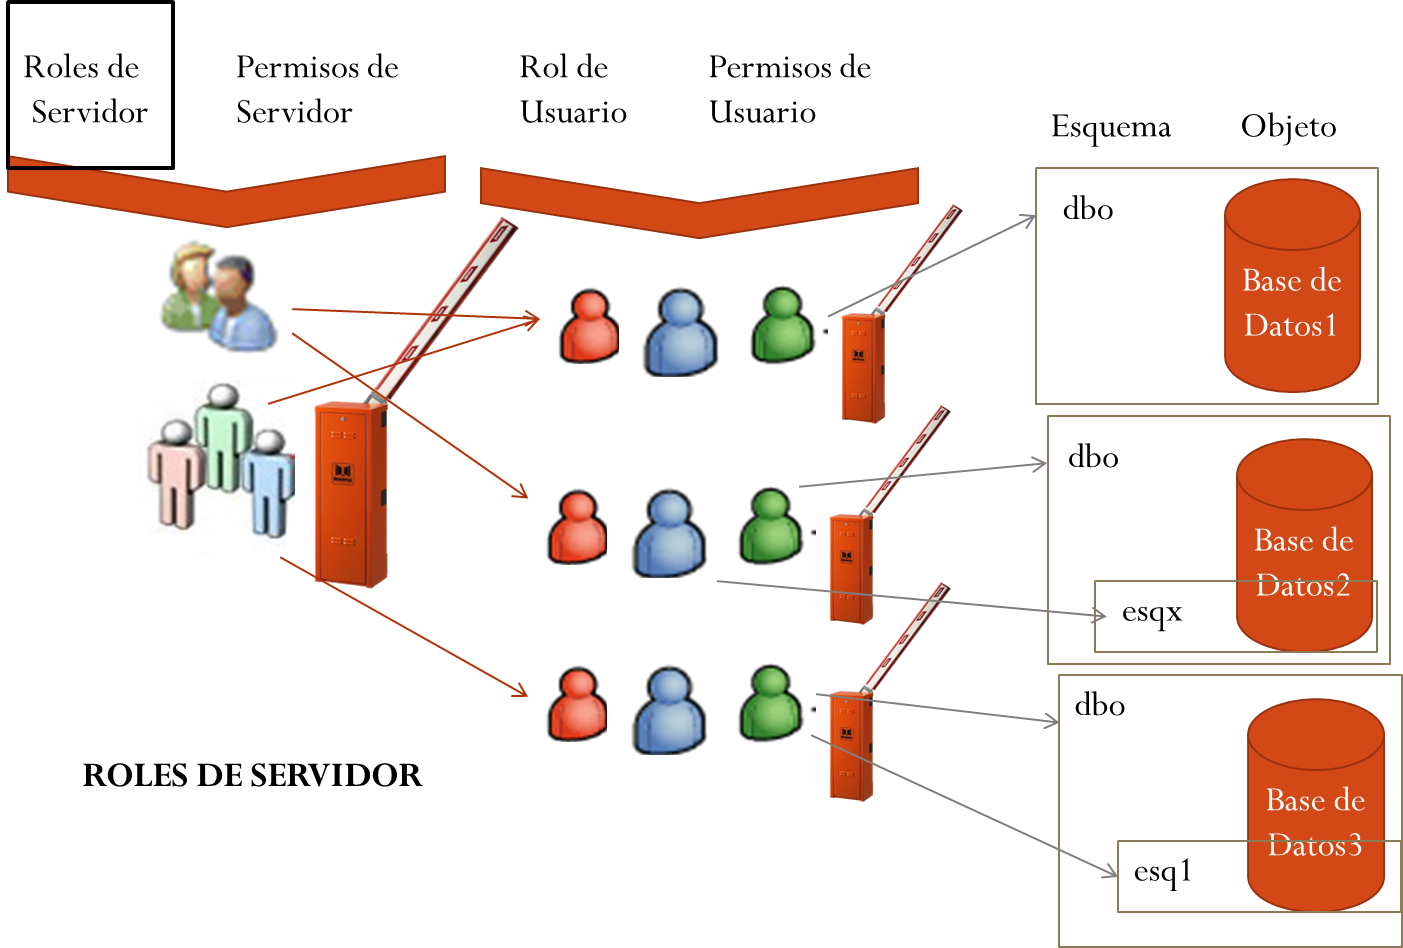 Roles de
Servidor
Permisos de
Servidor
Rol de
Usuario
Permisos de
Usuario
Esquema
Objeto
dbo
Base de
Datos1
dbo
Base de
Datos2
esqx
dbo
Base de
Datos3
esq1
ROLES DE SERVIDOR